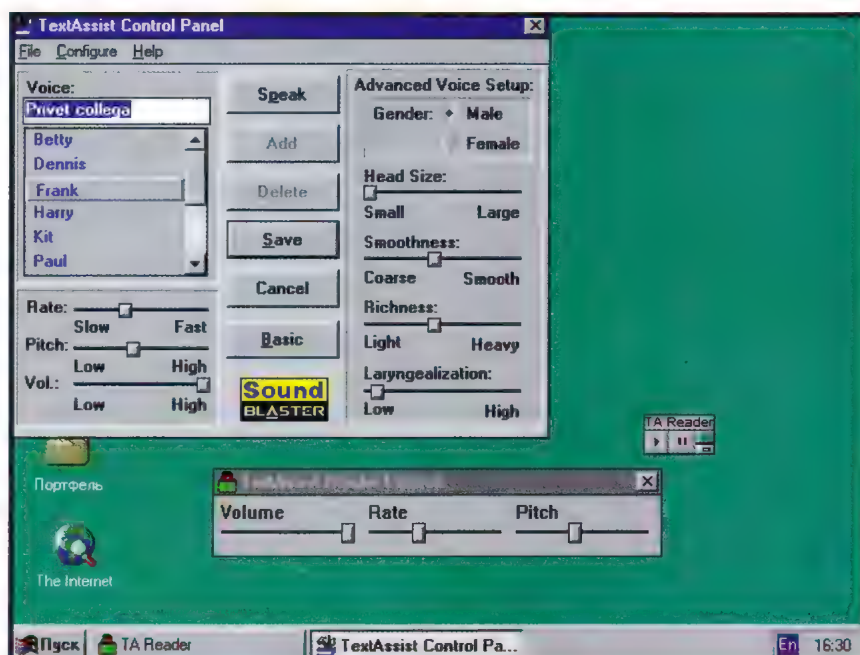 TextAssist Control Panel
File Configure Help
Voice:
Privet collega
Betty
Dennis
Frank
Harry
Kit
Paul
Rate:
Slow Fast
Pitch:
Low High
Vol.:
Low High
Speak
Add
Delete
Save
Cancel
Basic
Sound
BLASTER
Advanced Voice Setup:
Gender: Male
Female
Head Size:
Small Large
Smoothness:
Coarse Smooth
Richness:
Light Heavy
Laryngealization:
Low High
TA Reader
Портфель
Volume Rate Pitch
The Internet
Пуск TA Reader TextAssist Control Pa... En 16:30